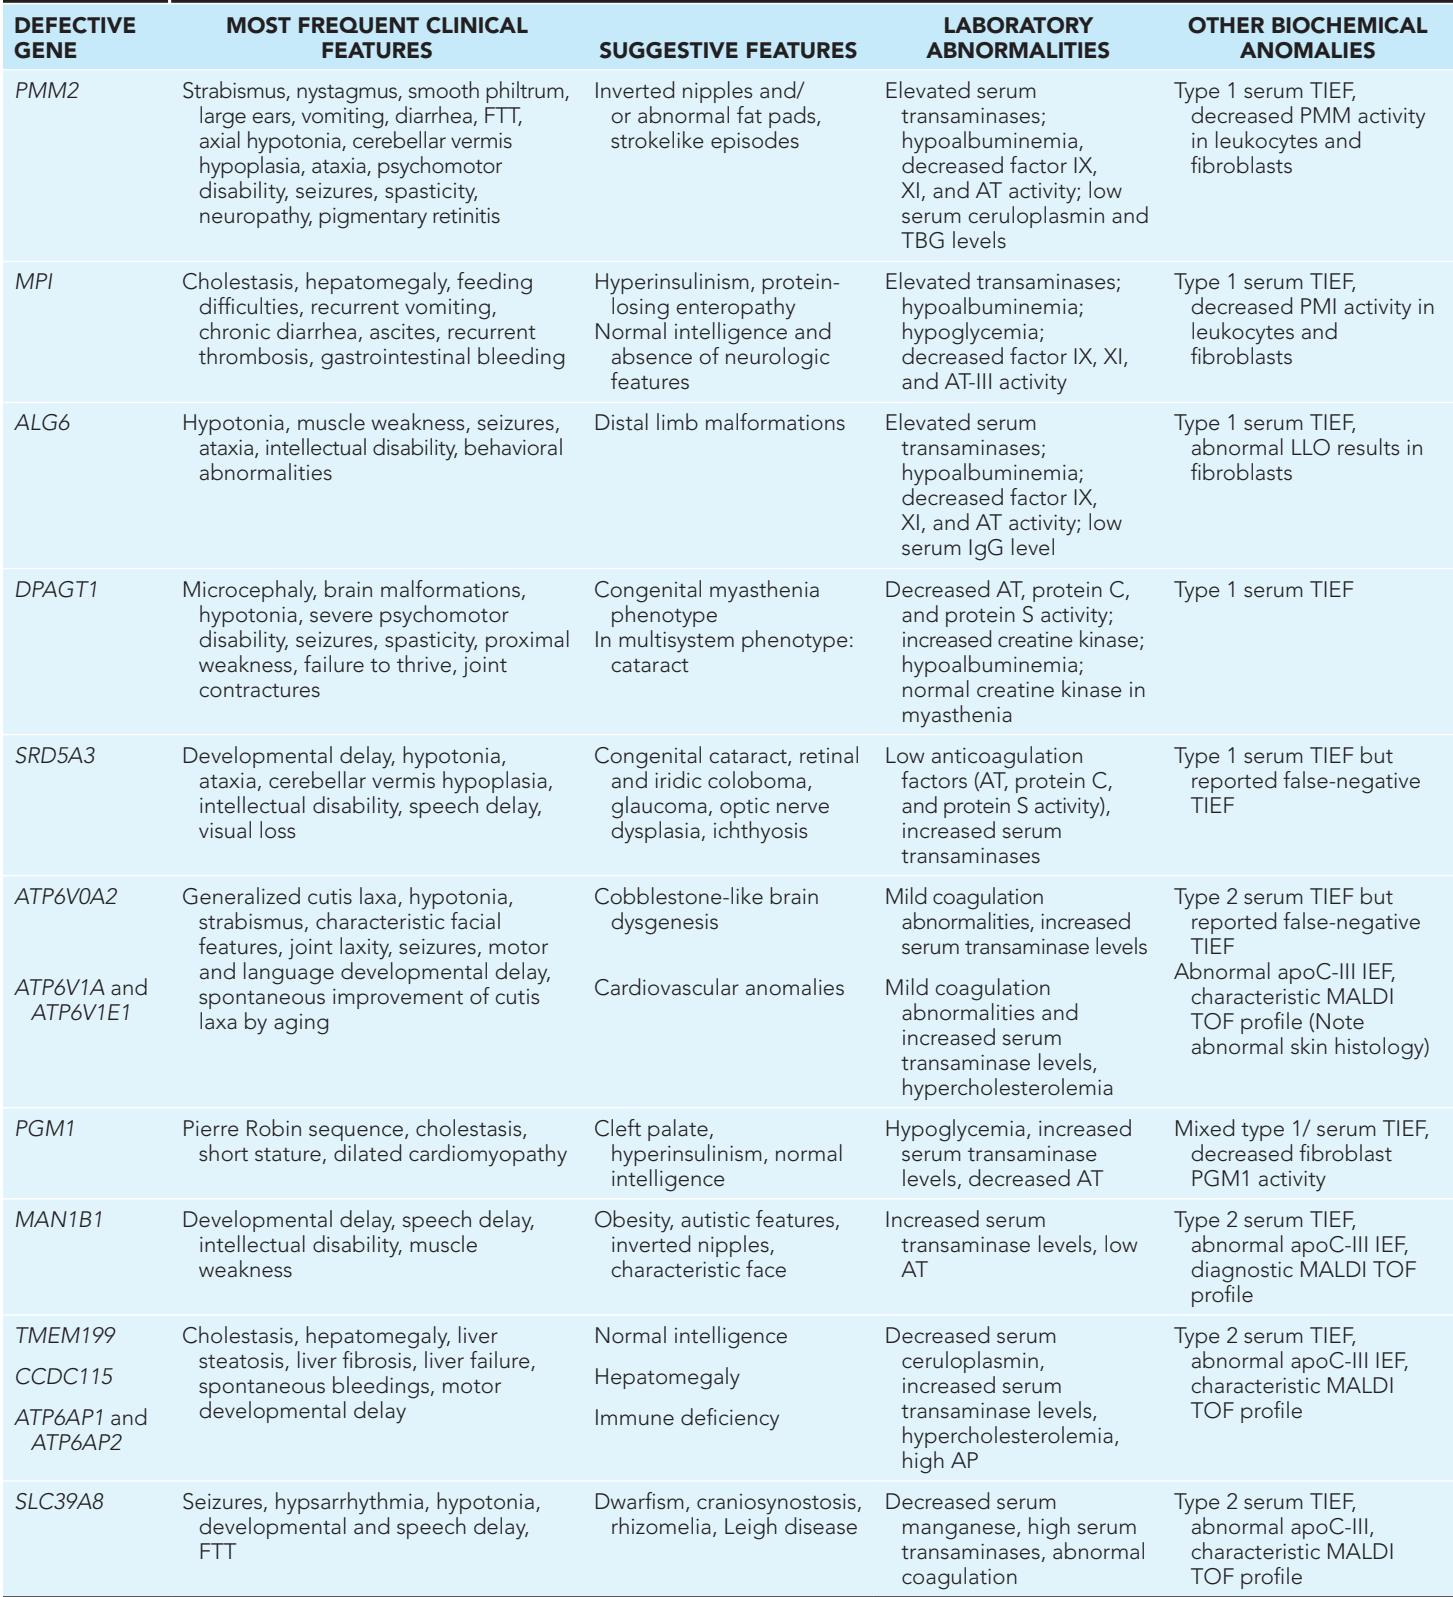 DEFECTIVE
GENE
MOST FREQUENT CLINICAL
FEATURES
SUGGESTIVE FEATURES
LABORATORY
ABNORMALITIES
OTHER BIOCHEMICAL
ANOMALIES
PMM2
Strabismus, nystagmus, smooth philtrum,
large ears, vomiting, diarrhea, FTT,
axial hypotonia, cerebellar vermis
hypoplasia, ataxia, psychomotor
disability, seizures, spasticity,
neuropathy, pigmentary retinitis
Inverted nipples and/
or abnormal fat pads,
strokelike episodes
Elevated serum
transaminases;
hypoalbuminemia,
decreased factor IX,
XI, and AT activity; low
serum ceruloplasmin and
TBG levels
Type 1 serum TIEF,
decreased PMM activity
in leukocytes and
fibroblasts
MPI
Cholestasis, hepatomegaly, feeding
difficulties, recurrent vomiting,
chronic diarrhea, ascites, recurrent
thrombosis, gastrointestinal bleeding
Hyperinsulinism, protein-
losing enteropathy
Normal intelligence and
absence of neurologic
features
Elevated transaminases;
hypoalbuminemia;
hypoglycemia;
decreased factor IX, XI,
and AT-III activity
Type 1 serum TIEF,
decreased PMI activity in
leukocytes and
fibroblasts
ALG6
Hypotonia, muscle weakness, seizures,
ataxia, intellectual disability, behavioral
abnormalities
Distal limb malformations
Elevated serum
transaminases;
hypoalbuminemia;
decreased factor IX,
XI, and AT activity; low
serum IgG level
Type 1 serum TIEF,
abnormal LLO results in
fibroblasts
DPAGT1
Microcephaly, brain malformations,
hypotonia, severe psychomotor
disability, seizures, spasticity, proximal
weakness, failure to thrive, joint
contractures
Congenital myasthenia
phenotype
In multisystem phenotype:
cataract
Decreased AT, protein C,
and protein S activity;
increased creatine kinase;
hypoalbuminemia;
normal creatine kinase in
myasthenia
Type 1 serum TIEF
SRD5A3
Developmental delay, hypotonia,
ataxia, cerebellar vermis hypoplasia,
intellectual disability, speech delay,
visual loss
Congenital cataract, retinal
and iridic coloboma,
glaucoma, optic nerve
dysplasia, ichthyosis
Low anticoagulation
factors (AT, protein C,
and protein S activity),
increased serum
transaminases
Type 1 serum TIEF but
reported false-negative
TIEF
ATP6V0A2
Generalized cutis laxa, hypotonia,
strabismus, characteristic facial
features, joint laxity, seizures, motor
and language developmental delay,
spontaneous improvement of cutis
laxa by aging
Cobblestone-like brain
dysgenesis
Mild coagulation
abnormalities, increased
serum transaminase levels
Type 2 serum TIEF but
reported false-negative
TIEF
Abnormal apoC-III IEF,
characteristic MALDI
TOF profile (Note
abnormal skin histology)
ATP6V1A and
ATP6V1E1
Cardiovascular anomalies
Mild coagulation
abnormalities and
increased serum
transaminase levels,
hypercholesterolemia
PGM1
Pierre Robin sequence, cholestasis,
short stature, dilated cardiomyopathy
Cleft palate,
hyperinsulinism, normal
intelligence
Hypoglycemia, increased
serum transaminase
levels, decreased AT
Mixed type 1/ serum TIEF,
decreased fibroblast
PGM1 activity
MAN1B1
Developmental delay, speech delay,
intellectual disability, muscle
weakness
Obesity, autistic features,
inverted nipples,
characteristic face
Increased serum
transaminase levels, low
AT
Type 2 serum TIEF,
abnormal apoC-III IEF,
diagnostic MALDI TOF
profile
TMEM199
CCDC115
ATP6AP1 and
ATP6AP2
Cholestasis, hepatomegaly, liver
steatosis, liver fibrosis, liver failure,
spontaneous bleedings, motor
developmental delay
Normal intelligence
Hepatomegaly
Immune deficiency
Decreased serum
ceruloplasmin,
increased serum
transaminase levels,
hypercholesterolemia,
high AP
Type 2 serum TIEF,
abnormal apoC-III IEF,
characteristic MALDI
TOF profile
SLC39A8
Seizures, hypsarrhythmia, hypotonia,
developmental and speech delay,
FTT
Dwarfism, craniosynostosis,
rhizomelia, Leigh disease
Decreased serum
manganese, high serum
transaminases, abnormal
coagulation
Type 2 serum TIEF,
abnormal apoC-III,
characteristic MALDI
TOF profile